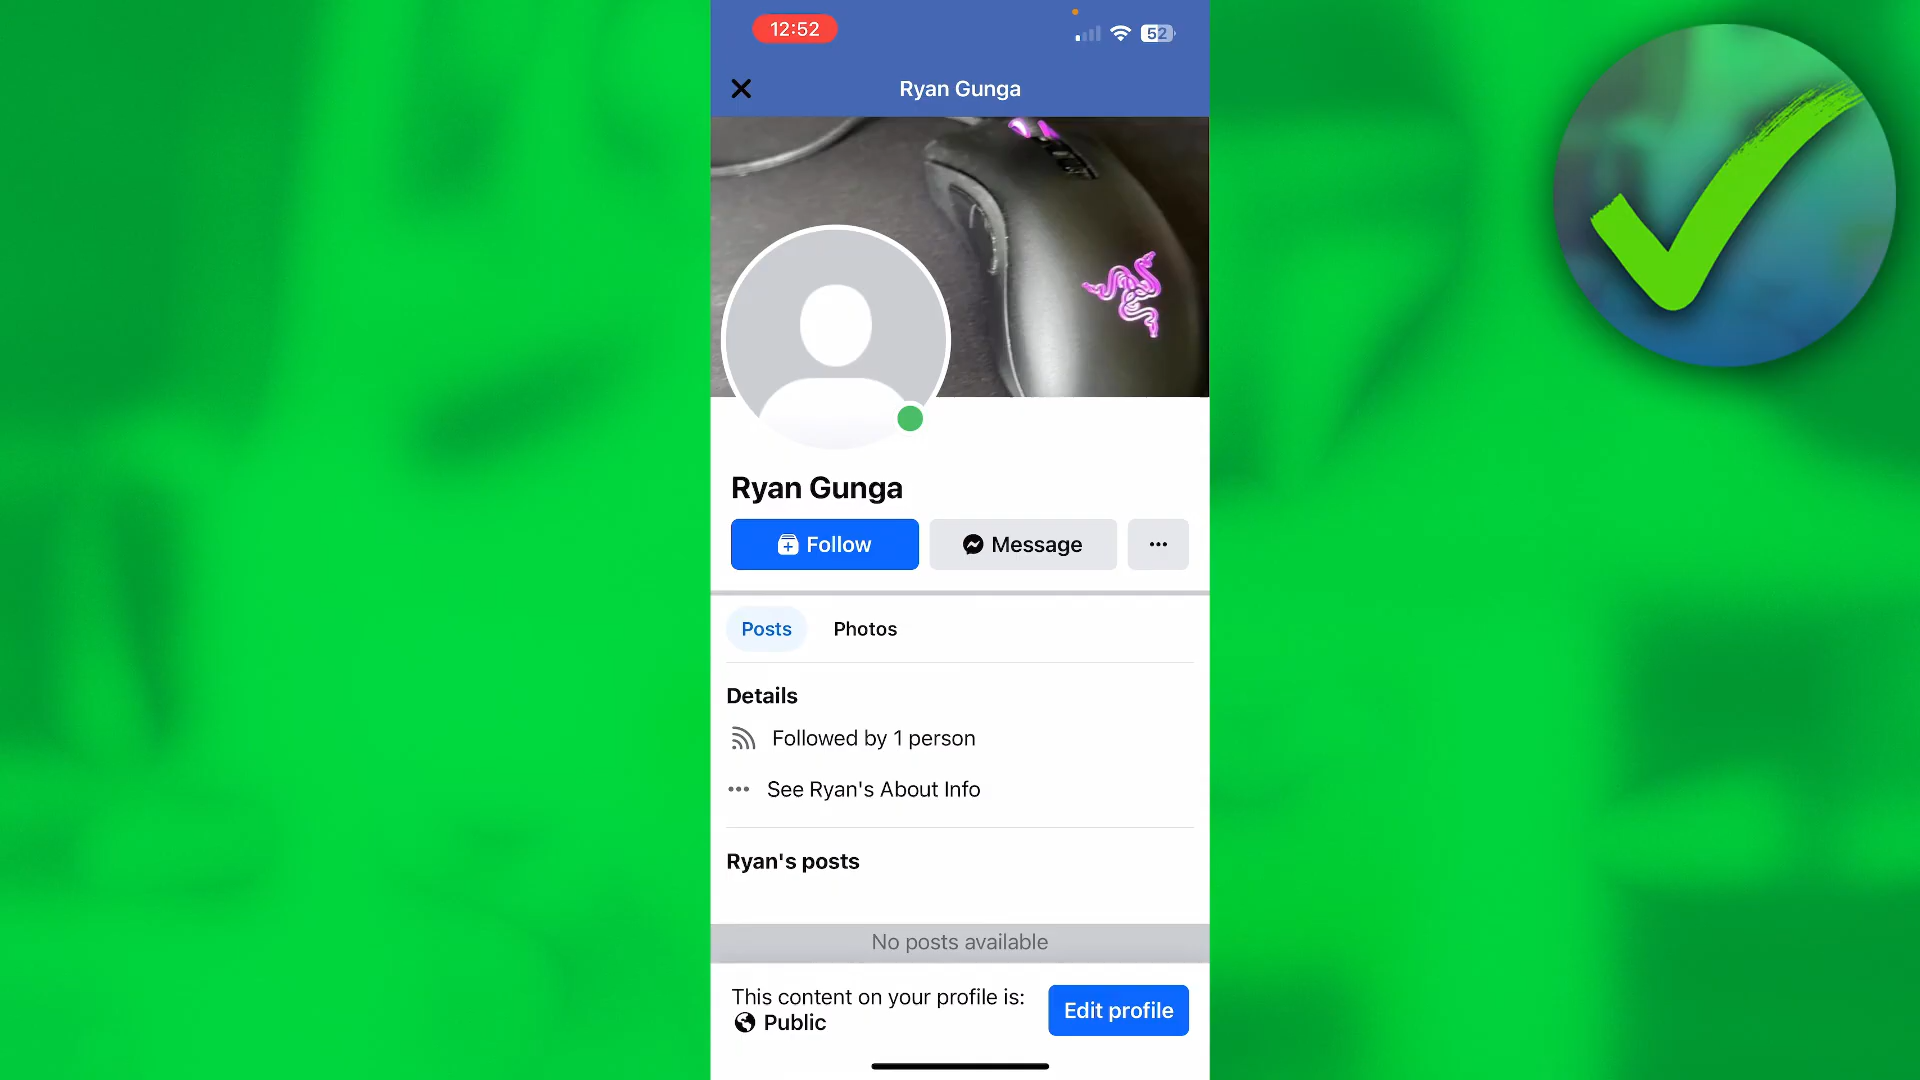 12:52
52
Ryan Gunga
Ryan Gunga
Follow
Message
Posts
Photos
Details
Followed by 1 person
See Ryan's About Info
Ryan's posts
No posts available
This content on your profile is:
Public
Edit profile